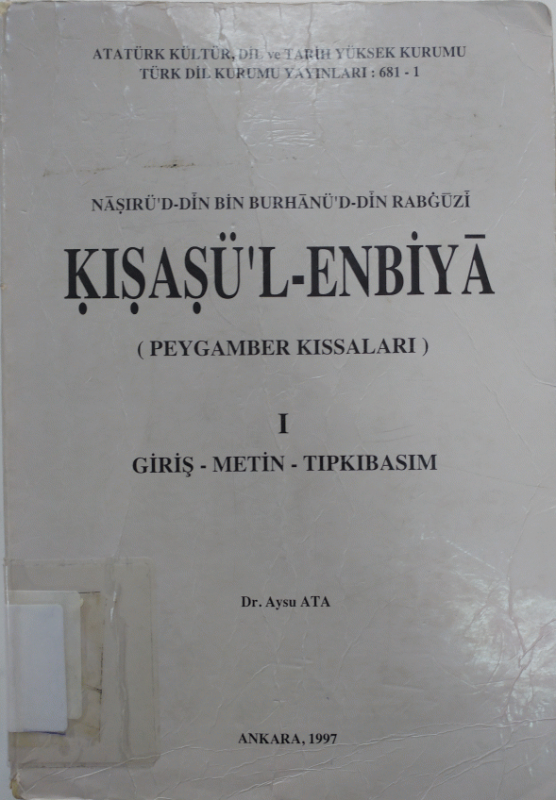 ATATÜRK KÜLTÜR, DİL ve TARİH YÜKSEK KURUMU
TÜRK DİL KURUMU YAYINLARI : 681 - 1
NĀṢIRÜ'D-DĪN BİN BURHĀNÜ'D-DĪN RABĠŪZĪ
ḲIṢAṢÜ'L-ENBİYĀ
( PEYGAMBER KISSALARI )
I
GİRİŞ - METİN - TIPKIBASIM
Dr. Aysu ATA
ANKARA, 1997